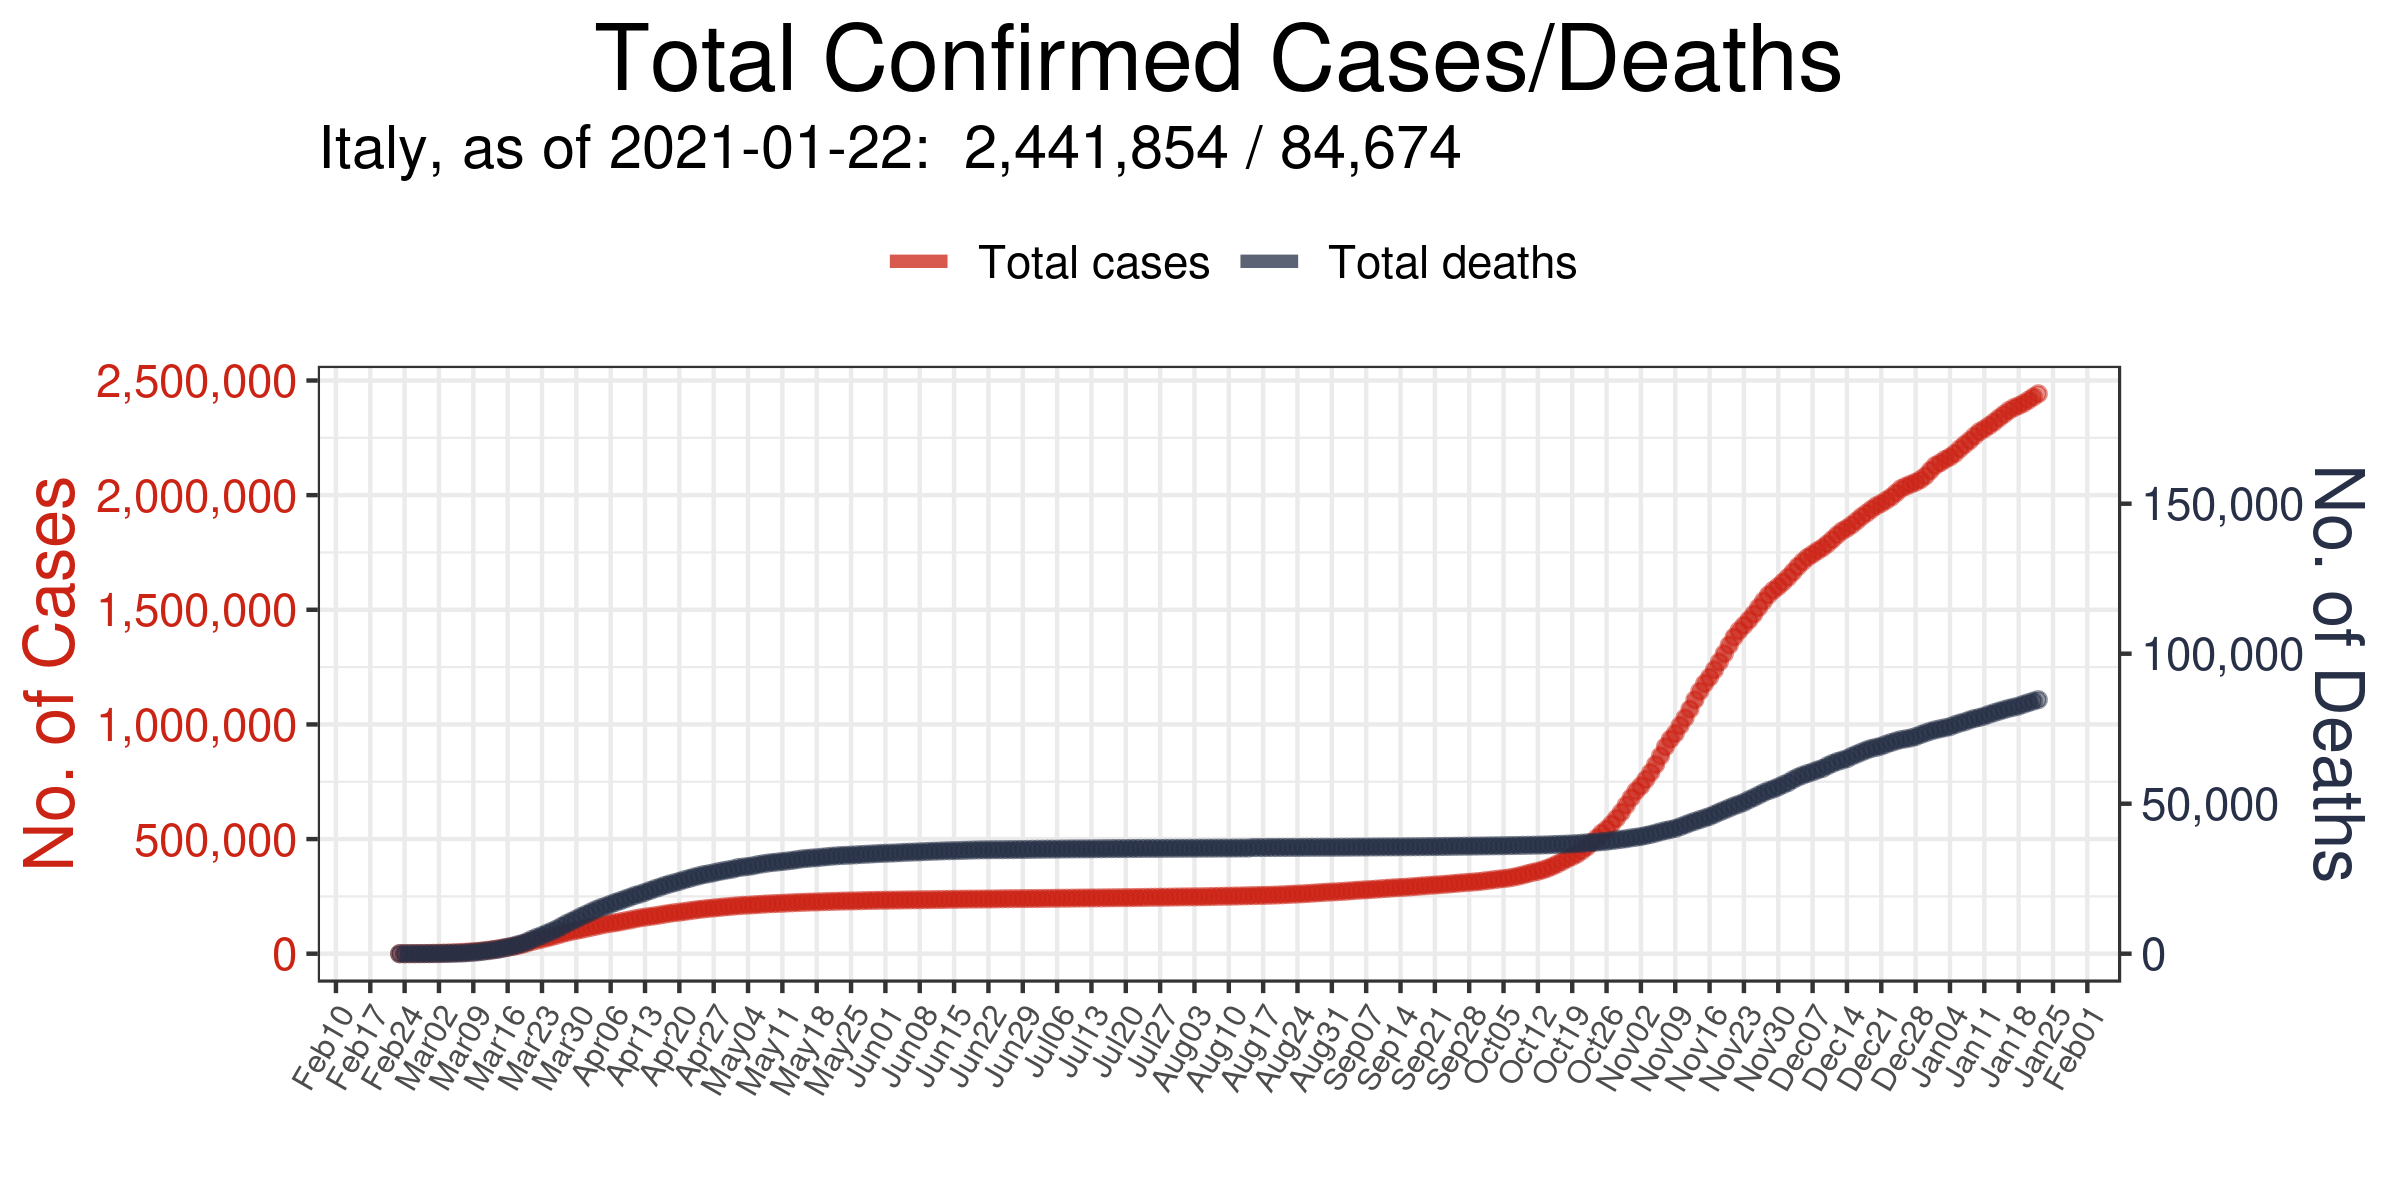 Total Confirmed Cases/Deaths
Italy, as of 2021-01-22:  2,441,854 / 84,674
Total cases
Total deaths
No. of Cases
2,500,000
2,000,000
1,500,000
1,000,000
500,000
0
150,000
100,000
50,000
0
No. of Deaths
Feb10
Feb17
Feb24
Mar02
Mar09
Mar16
Mar23
Mar30
Apr06
Apr13
Apr20
Apr27
May04
May11
May18
May25
Jun01
Jun08
Jun15
Jun22
Jun29
Jul06
Jul13
Jul20
Jul27
Aug03
Aug10
Aug17
Aug24
Aug31
Sep07
Sep14
Sep21
Sep28
Oct05
Oct12
Oct19
Oct26
Nov02
Nov09
Nov16
Nov23
Nov30
Dec07
Dec14
Dec21
Dec28
Jan04
Jan11
Jan18
Jan25
Feb01